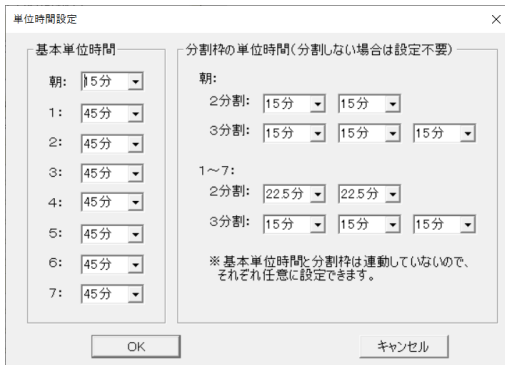 単位時間設定
基本単位時間
朝: 15分
1: 45分
2: 45分
3: 45分
4: 45分
5: 45分
6: 45分
7: 45分
分割枠の単位時間(分割しない場合は設定不要)
朝:
2分割: 15分 15分
3分割: 15分 15分 15分
1~7:
2分割: 22.5分 22.5分
3分割: 15分 15分 15分
※基本単位時間と分割枠は連動していないので、
それぞれ任意に設定できます。
OK
キャンセル